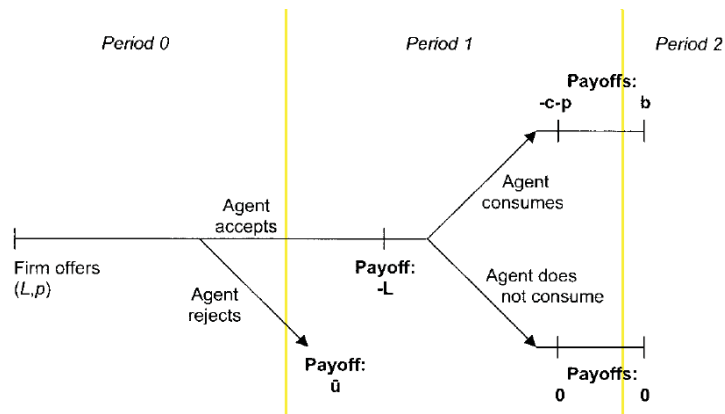 Period 0
Period 1
Period 2
Payoffs:
-c-p
b
Agent
consumes
Agent
accepts
Firm offers
(L,p)
Payoff:
-L
Agent does
not consume
Agent
rejects
Payoff:
ū
Payoffs:
0
0